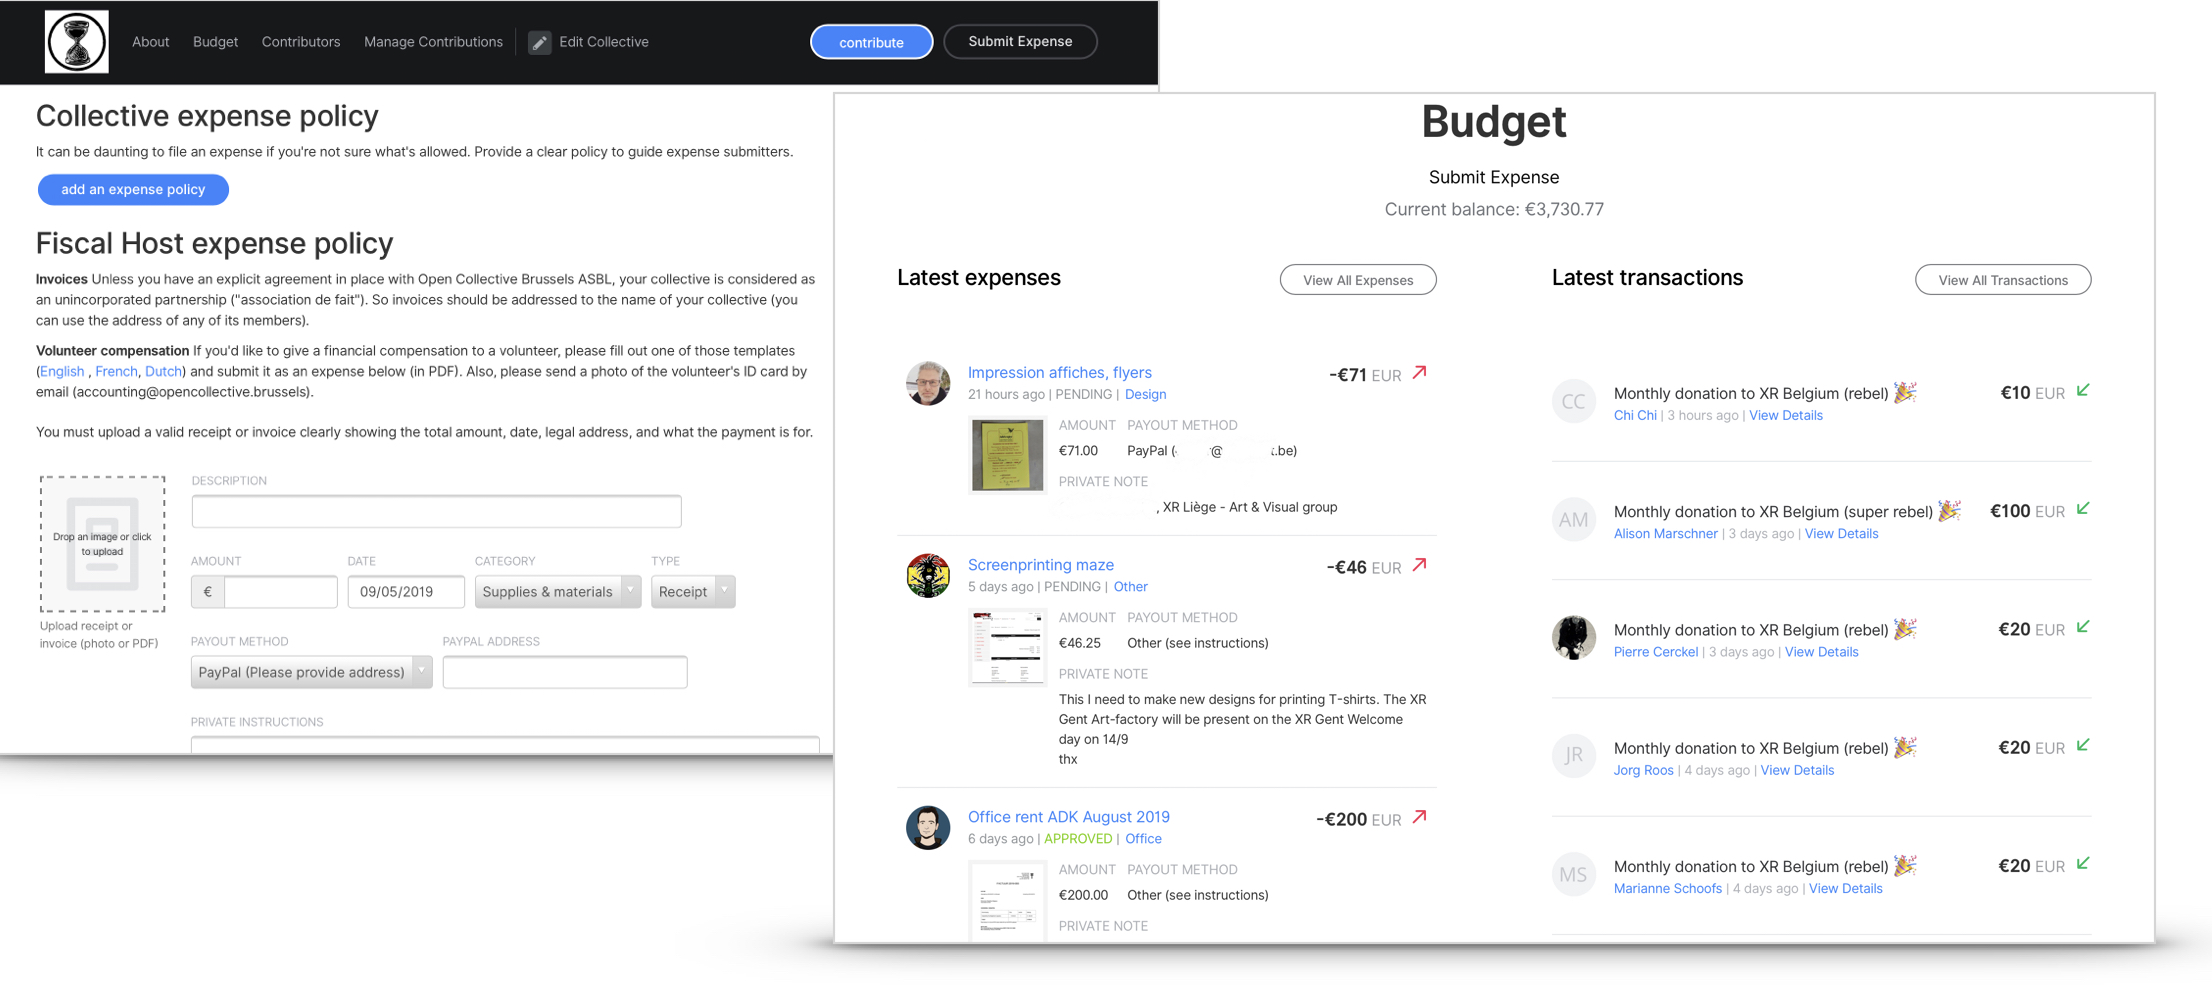 About Budget Contributors Manage Contributions Edit Collective contribute Submit Expense
Collective expense policy
It can be daunting to file an expense if you're not sure what's allowed. Provide a clear policy to guide expense submitters.
add an expense policy
Fiscal Host expense policy
Invoices Unless you have an explicit agreement in place with Open Collective Brussels ASBL, your collective is considered as
an unincorporated partnership ("association de fait"). So invoices should be addressed to the name of your collective (you
can use the address of any of its members).
Volunteer compensation If you'd like to give a financial compensation to a volunteer, please fill out one of those templates
(English , French, Dutch) and submit it as an expense below (in PDF). Also, please send a photo of the volunteer's ID card by
email (accounting@opencollective.brussels).
You must upload a valid receipt or invoice clearly showing the total amount, date, legal address, and what the payment is for.
Drop an image or click
to upload
Upload receipt or
invoice (photo or PDF)
DESCRIPTION
AMOUNT DATE CATEGORY TYPE
€ 09/05/2019 Supplies & materials Receipt
PAYOUT METHOD PAYPAL ADDRESS
PayPal (Please provide address)
PRIVATE INSTRUCTIONS
Budget
Submit Expense
Current balance: €3,730.77
Latest expenses View All Expenses
Impression affiches, flyers -€71 EUR
21 hours ago | PENDING | Design
AMOUNT PAYOUT METHOD
€71.00 PayPal ( @ .be)
PRIVATE NOTE
, XR Liège - Art & Visual group
Screenprinting maze -€46 EUR
5 days ago | PENDING | Other
AMOUNT PAYOUT METHOD
€46.25 Other (see instructions)
PRIVATE NOTE
This I need to make new designs for printing T-shirts. The XR
Gent Art-factory will be present on the XR Gent Welcome
day on 14/9
thx
Office rent ADK August 2019 -€200 EUR
6 days ago | APPROVED | Office
AMOUNT PAYOUT METHOD
€200.00 Other (see instructions)
PRIVATE NOTE
Latest transactions View All Transactions
CC Monthly donation to XR Belgium (rebel) 🎉 €10 EUR
Chi Chi | 3 hours ago | View Details
AM Monthly donation to XR Belgium (super rebel) 🎉 €100 EUR
Alison Marschner | 3 days ago | View Details
Monthly donation to XR Belgium (rebel) 🎉 €20 EUR
Pierre Cerckel | 3 days ago | View Details
JR Monthly donation to XR Belgium (rebel) 🎉 €20 EUR
Jorg Roos | 4 days ago | View Details
MS Monthly donation to XR Belgium (rebel) 🎉 €20 EUR
Marianne Schoofs | 4 days ago | View Details